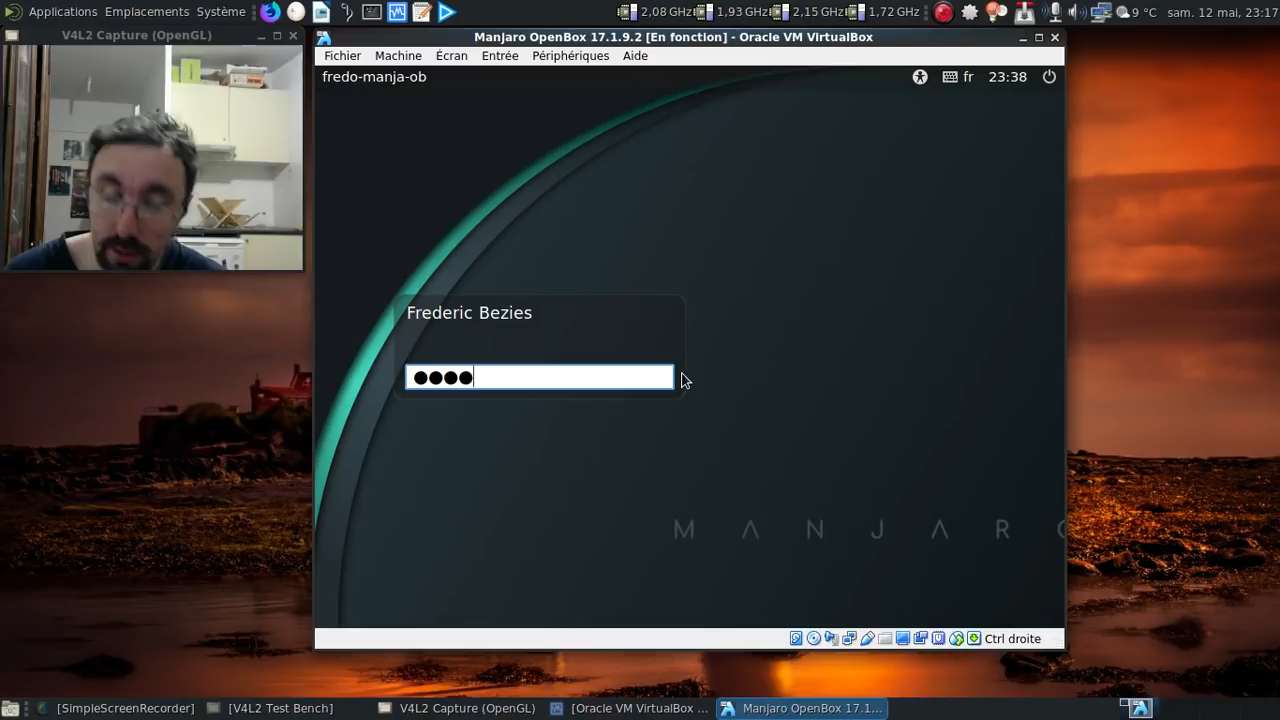 Applications Emplacements Système
2,08 GHz 1,93 GHz 2,15 GHz 1,72 GHz
9 °C sam. 12 mai, 23:17
V4L2 Capture (OpenGL)
ManJaro OpenBox 17.1.9.2 [En fonction] - Oracle VM VirtualBox
Fichier Machine Écran Entrée Périphériques Aide
fredo-manja-ob
fr 23:38
Frederic Bezies
MANJARO
Ctrl droite
[SimpleScreenRecorder] [V4L2 Test Bench] V4L2 Capture (OpenGL) [Oracle VM VirtualBox ... ManJaro OpenBox 17.1...